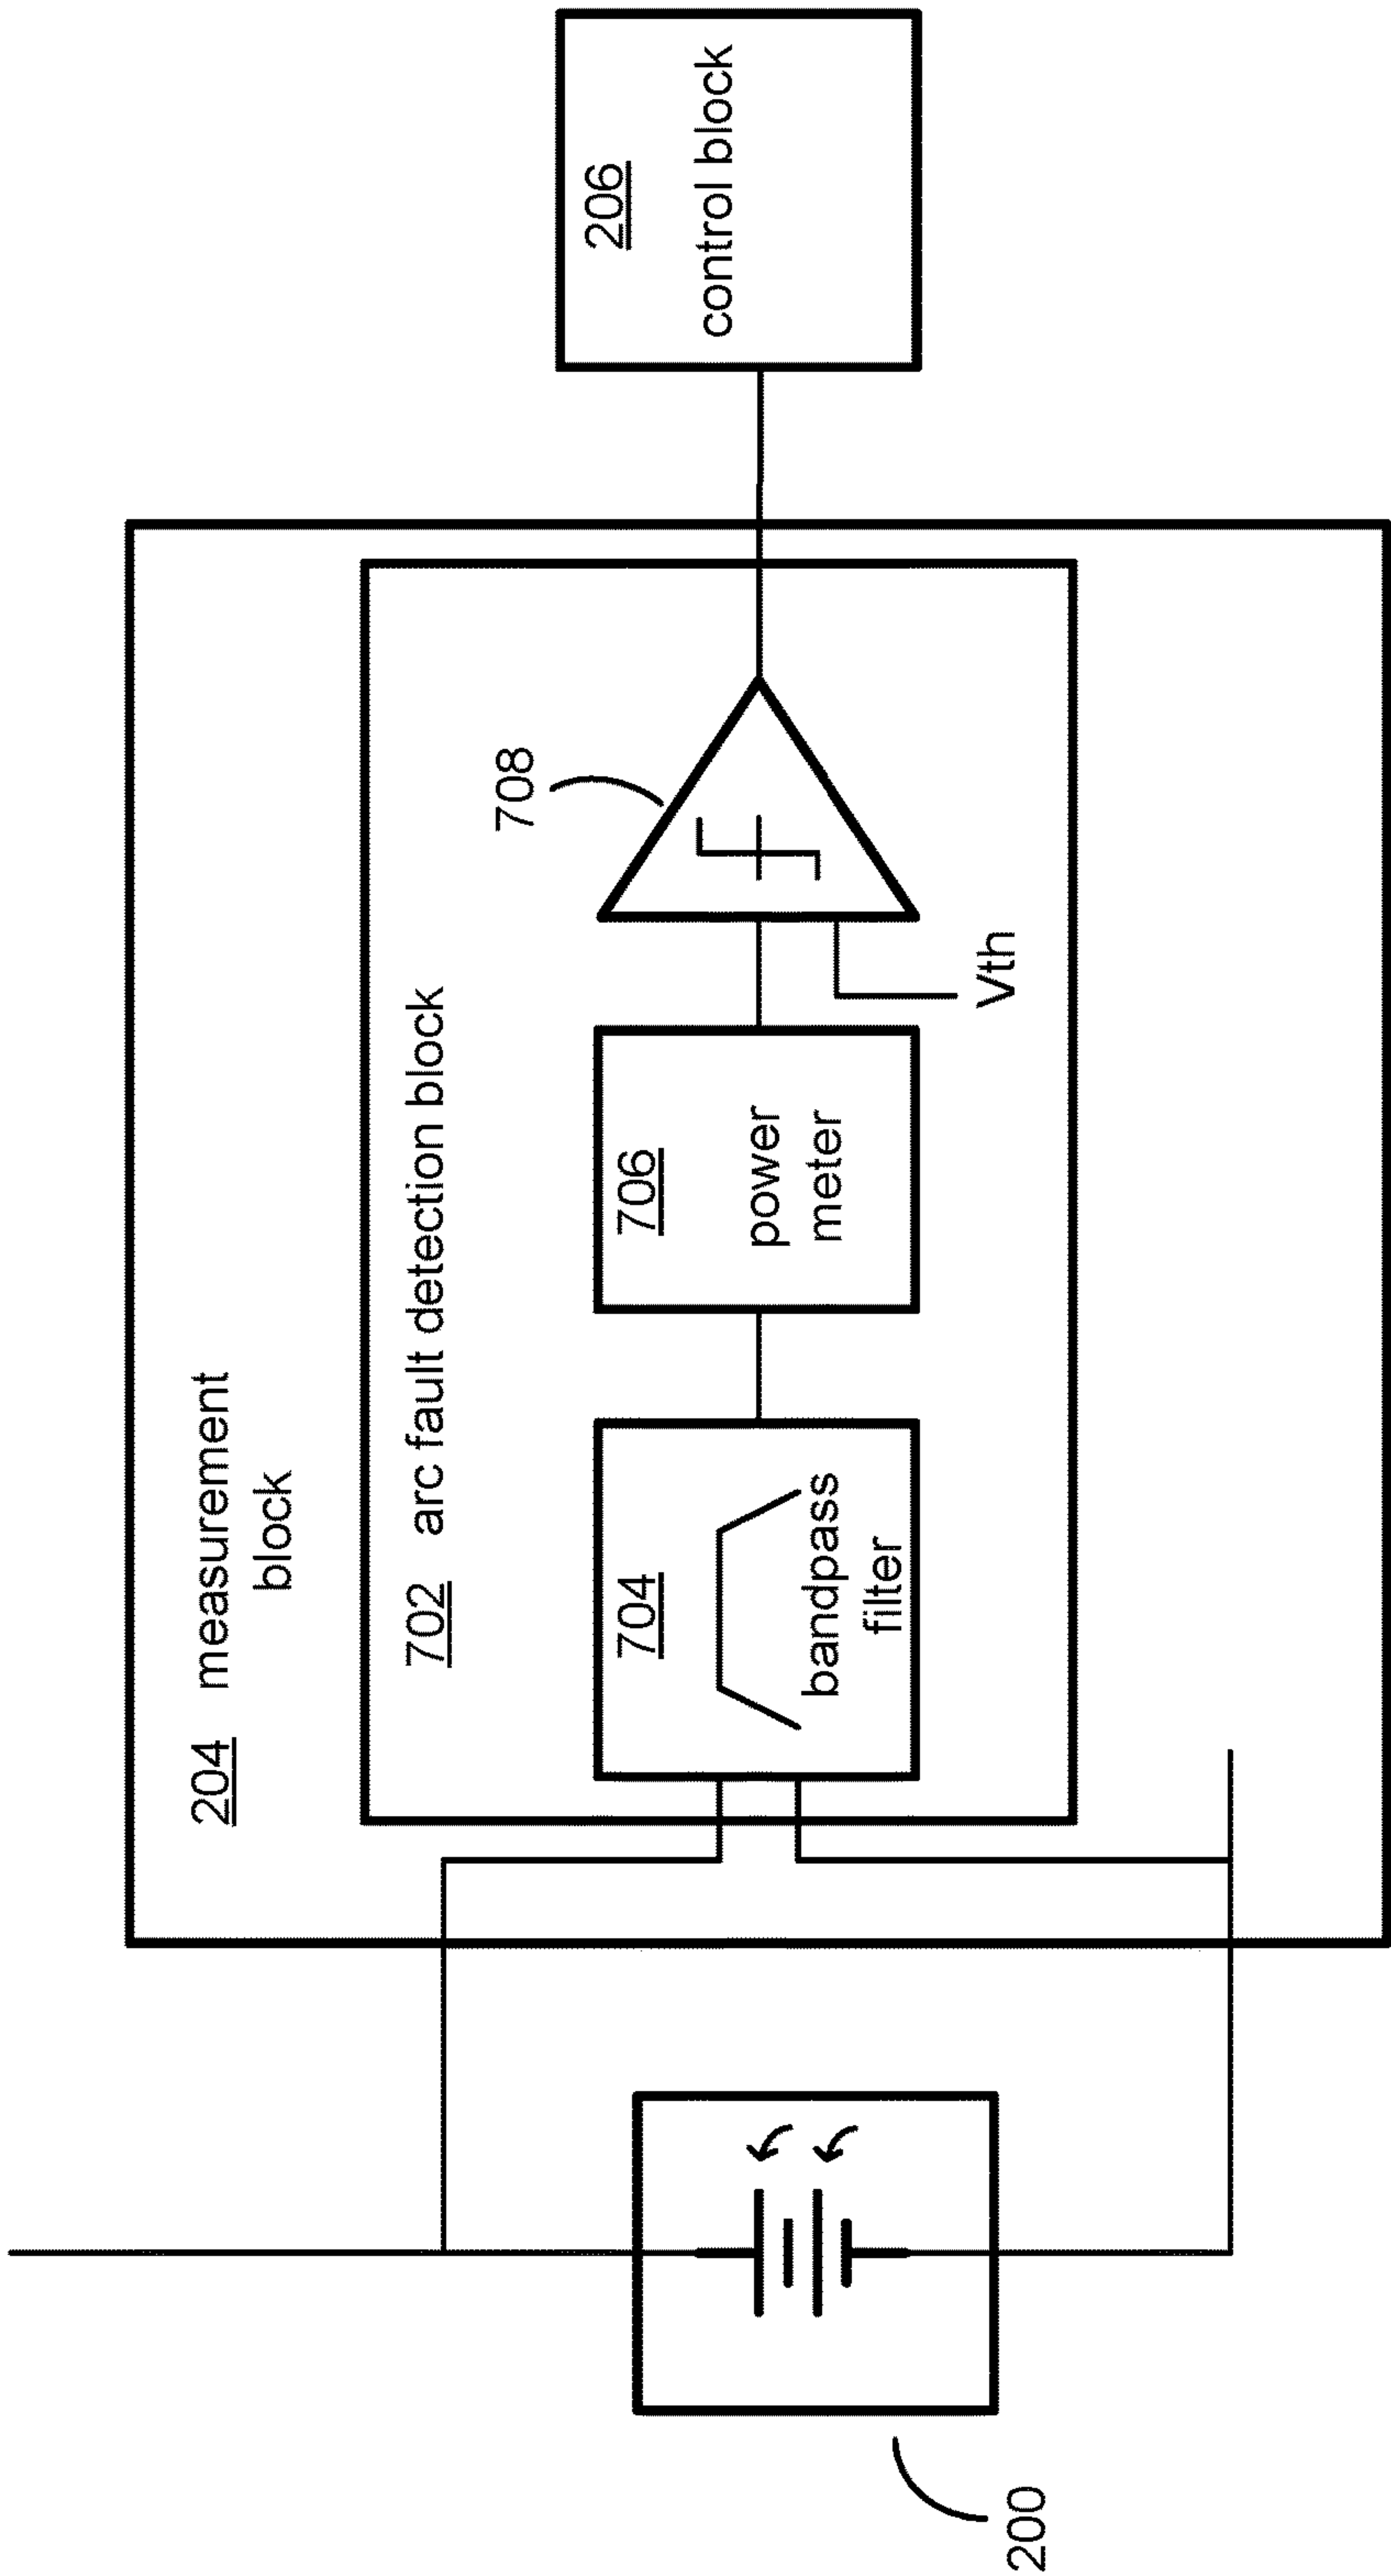 204 measurement
block
702 arc fault detection block
704
bandpass
filter
706
power
meter
708
Vth
206
control block
200